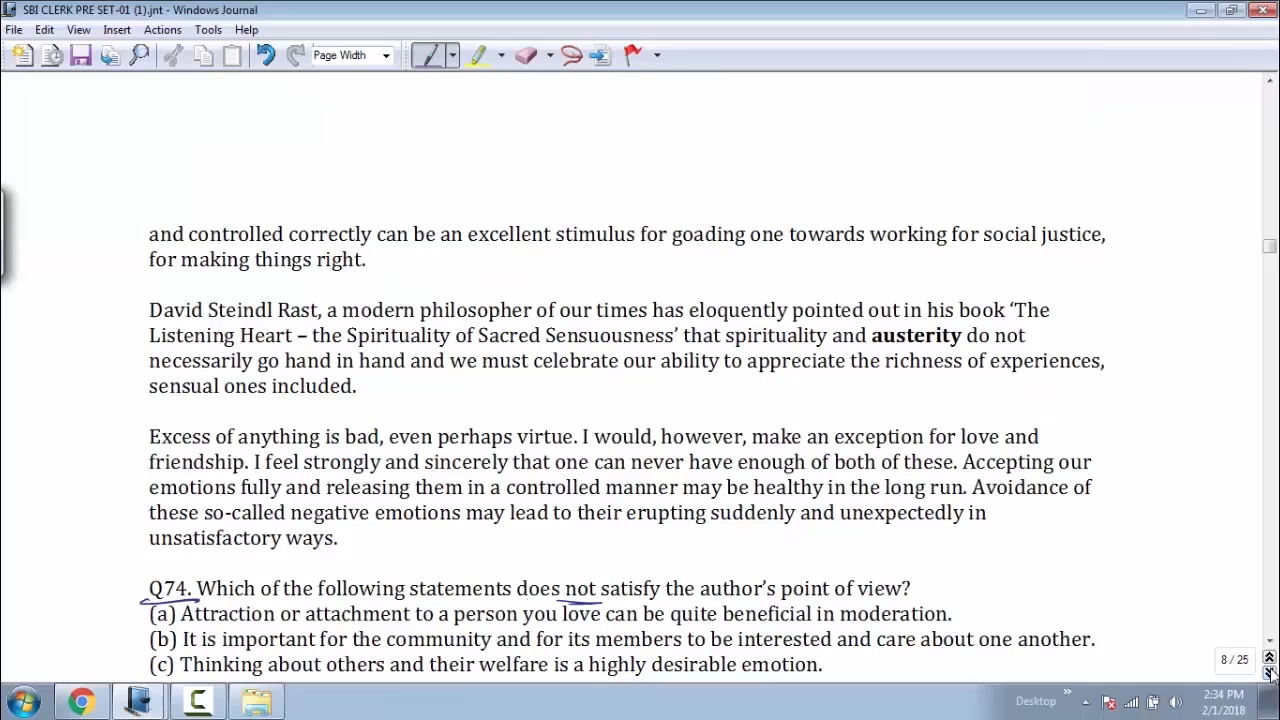 SBI CLERK PRE SET-01 (1).jnt - Windows Journal
File Edit View Insert Actions Tools Help
Page Width
and controlled correctly can be an excellent stimulus for goading one towards working for social justice,
for making things right.
David Steindl Rast, a modern philosopher of our times has eloquently pointed out in his book ‘The
Listening Heart – the Spirituality of Sacred Sensuousness’ that spirituality and austerity do not
necessarily go hand in hand and we must celebrate our ability to appreciate the richness of experiences,
sensual ones included.
Excess of anything is bad, even perhaps virtue. I would, however, make an exception for love and
friendship. I feel strongly and sincerely that one can never have enough of both of these. Accepting our
emotions fully and releasing them in a controlled manner may be healthy in the long run. Avoidance of
these so-called negative emotions may lead to their erupting suddenly and unexpectedly in
unsatisfactory ways.
Q74. Which of the following statements does not satisfy the author’s point of view?
(a) Attraction or attachment to a person you love can be quite beneficial in moderation.
(b) It is important for the community and for its members to be interested and care about one another.
(c) Thinking about others and their welfare is a highly desirable emotion.
8 / 25
Desktop
2:34 PM
2/1/2018